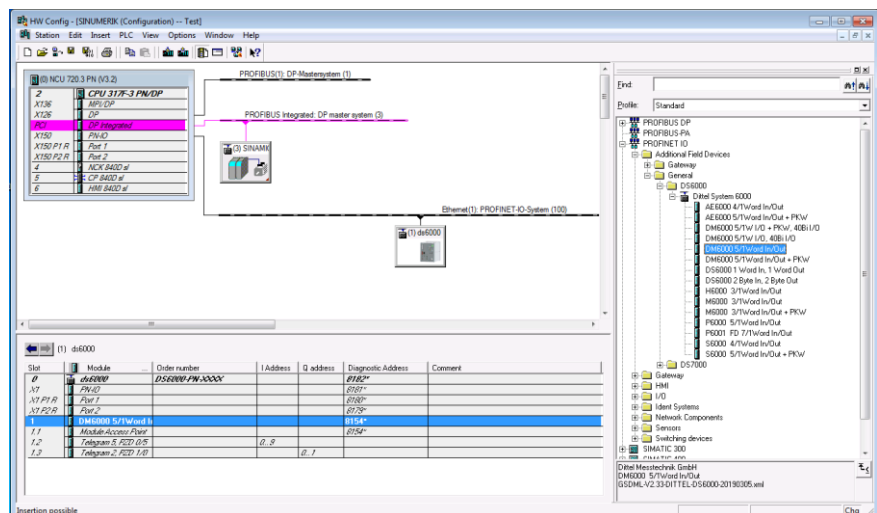 HW Config - [SINUMERIK (Configuration) -- Test]
Station Edit Insert PLC View Options Window Help
(0) NCU 720.3 PN (V3.2)
2 CPU 317F-3 PN/DP
X136 MPI/DP
X126 DP
PCI DP Integrated
X150 PN-IO
X150 P1 R Port 1
X150 P2 R Port 2
4 NCK 840D sl
5 CP 840D sl
6 HMI 840D sl
PROFIBUS(1): DP-Mastersystem (1)
PROFIBUS Integrated: DP master system (3)
(3) SINAMI
Ethernet(1): PROFINET-IO-System (100)
(1) ds6000
(1) ds6000
Slot Module ... Order number I Address Q address Diagnostic Address Comment
0 ds6000 DS6000-PN-XXXX 8182*
X1 PN-IO 8181*
X1 P1 R Port 1 8180*
X1 P2 R Port 2 8179*
1 DM6000 5/1Word In 8154*
1.1 Module Access Point 8154*
1.2 Telegram 5, PZD 0/5 0...9
1.3 Telegram 2, PZD 1/0 0...1
Find:
Profile: Standard
PROFIBUS DP
PROFIBUS-PA
PROFINET IO
Additional Field Devices
Gateway
General
DS6000
Dittel System 6000
AE6000 4/1Word In/Out
AE6000 5/1Word In/Out + PKW
DM6000 5/1W I/O + PKW, 40Bi I/O
DM6000 5/1W I/O, 40Bi I/O
DM6000 5/1Word In/Out
DM6000 5/1Word In/Out + PKW
DS6000 1 Word In, 1 Word Out
DS6000 2 Byte In, 2 Byte Out
H6000 3/1Word In/Out
M6000 3/1Word In/Out
M6000 3/1Word In/Out + PKW
P6000 5/1Word In/Out
P6001 FD 7/1Word In/Out
S6000 4/1Word In/Out
S6000 5/1Word In/Out + PKW
DS7000
Gateway
HMI
I/O
Ident Systems
Network Components
Sensors
Switching devices
SIMATIC 300
SIMATIC 400
Dittel Messtechnik GmbH
DM6000 5/1Word In/Out
GSDML-V2.33-DITTEL-DS6000-20190305.xml
Insertion possible
Chg